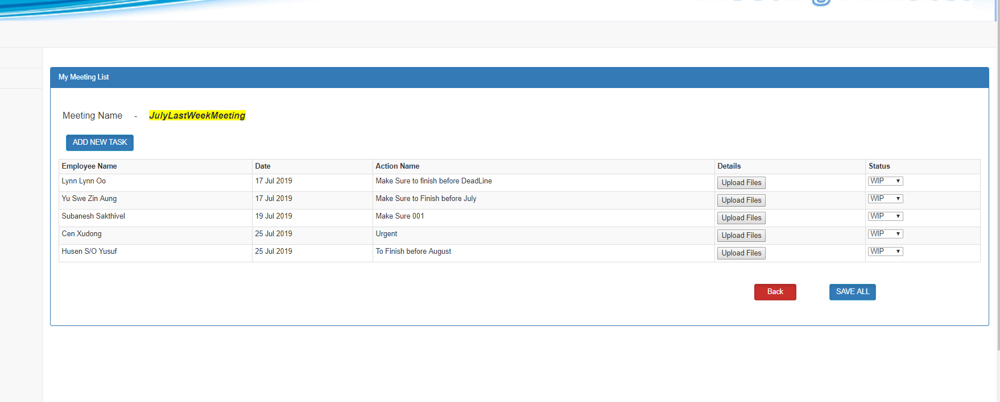 My Meeting List
Meeting Name - JulyLastWeekMeeting
ADD NEW TASK
Employee Name Date Action Name Details Status
Lynn Lynn Oo 17 Jul 2019 Make Sure to finish before DeadLine Upload Files WIP
Yu Swe Zin Aung 17 Jul 2019 Make Sure to Finish before July Upload Files WIP
Subanesh Sakthivel 19 Jul 2019 Make Sure 001 Upload Files WIP
Cen Xudong 25 Jul 2019 Urgent Upload Files WIP
Husen S/O Yusuf 25 Jul 2019 To Finish before August Upload Files WIP
Back SAVE ALL